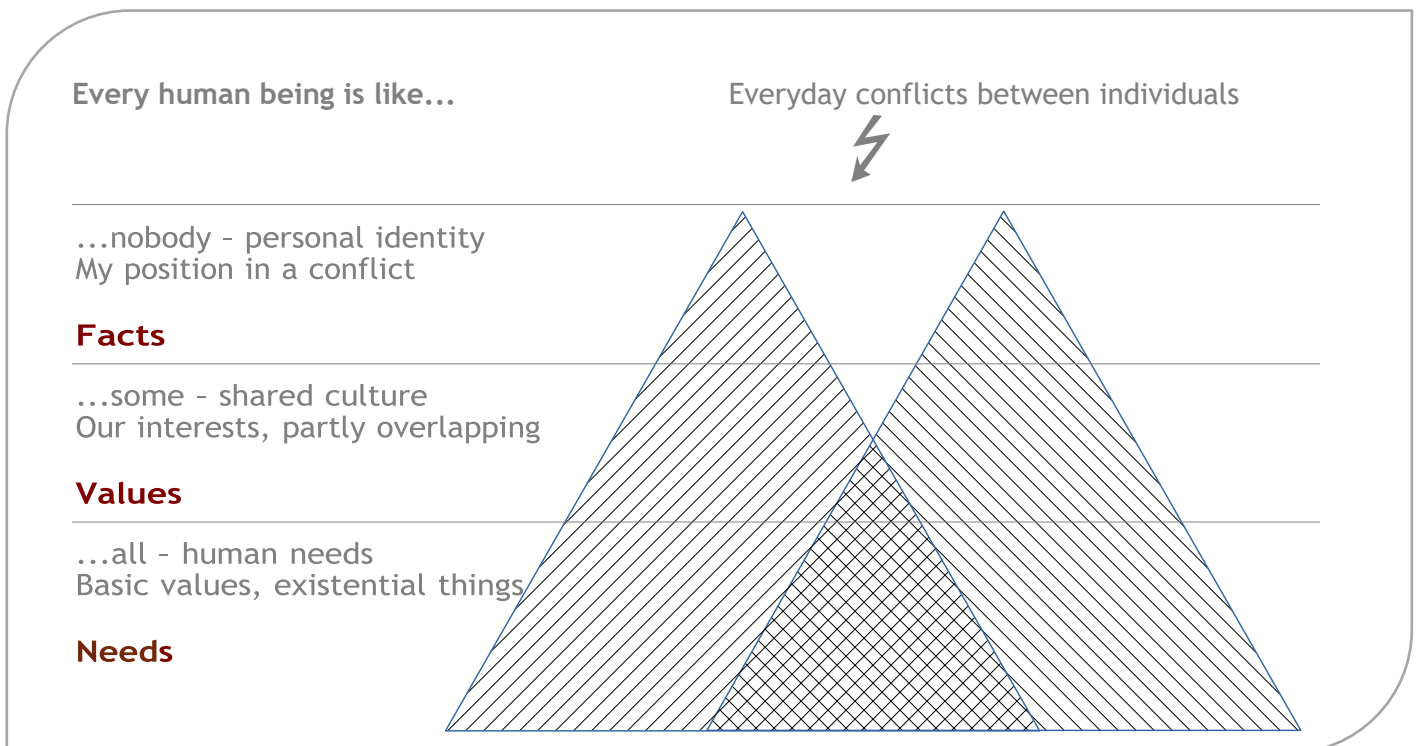 Every human being is like...
Everyday conflicts between individuals
...nobody – personal identity
My position in a conflict
Facts
...some – shared culture
Our interests, partly overlapping
Values
...all – human needs
Basic values, existential things
Needs